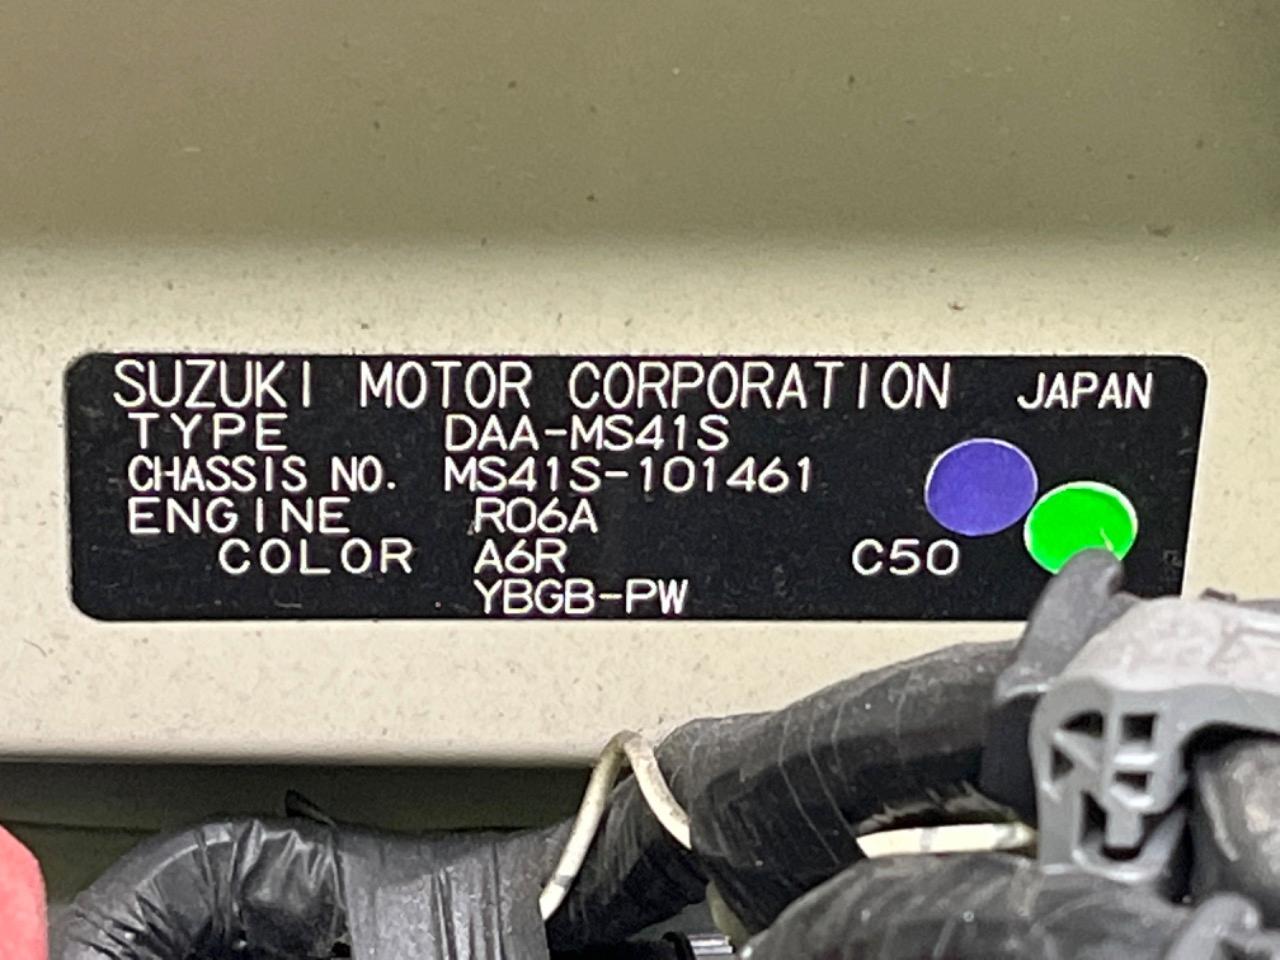 SUZUKI MOTOR CORPORATION JAPAN
TYPE DAA-MS41S
CHASSIS NO. MS41S-101461
ENGINE R06A
COLOR A6R C50
YBGB-PW